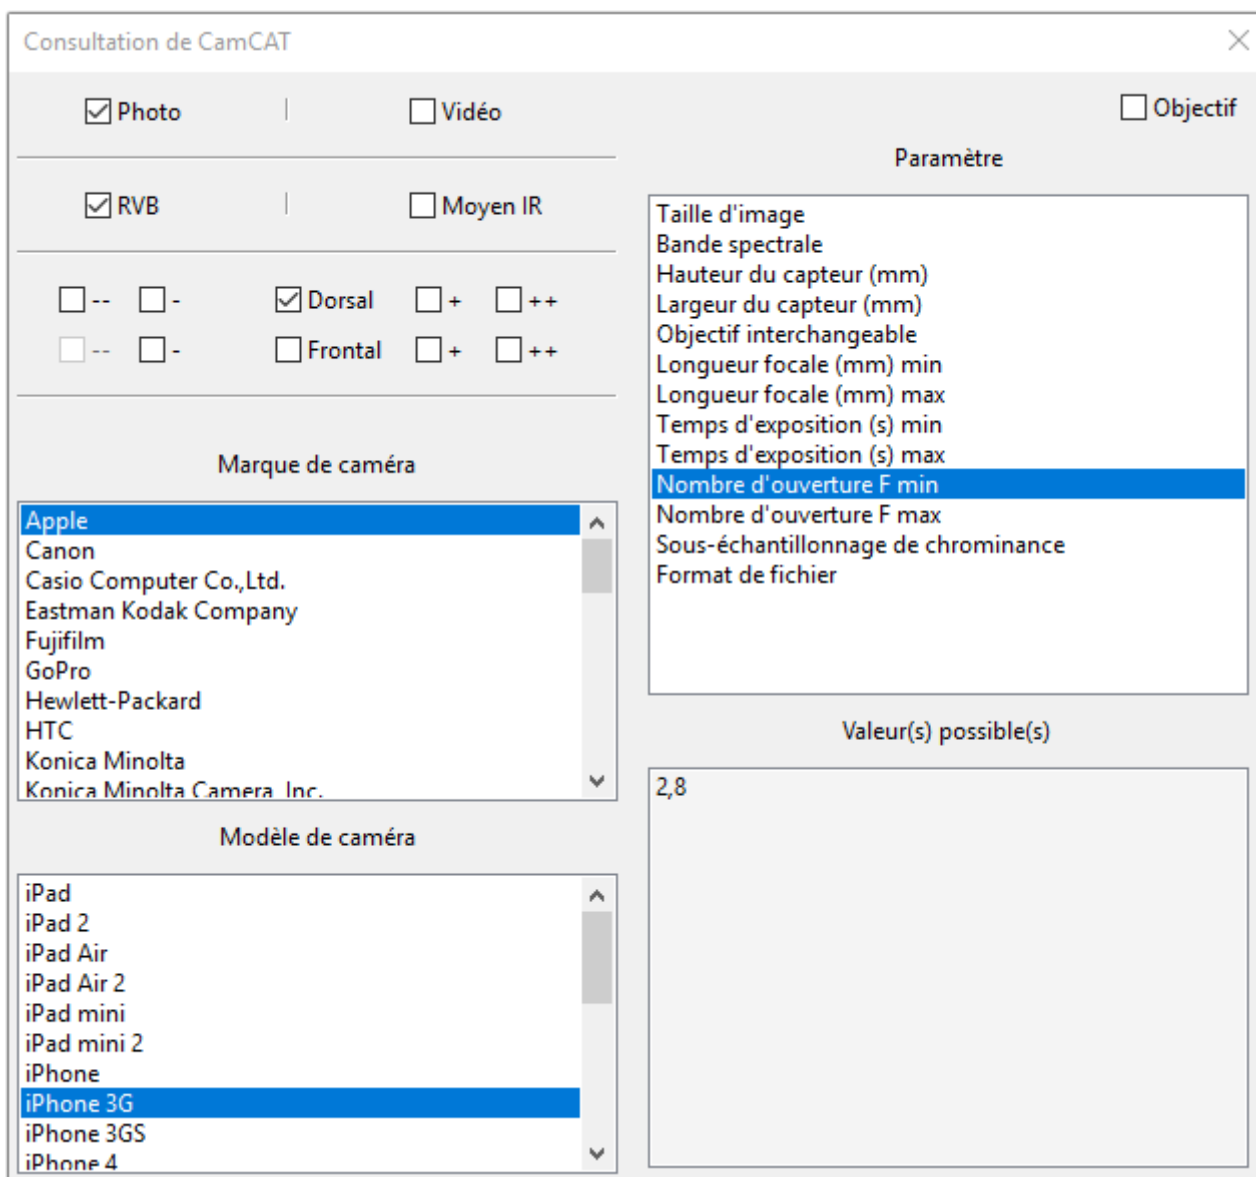 Consultation de CamCAT
Photo
Vidéo
Objectif
RVB
Moyen IR
-- - Dorsal + ++
-- - Frontal + ++
Marque de caméra
Apple
Canon
Casio Computer Co.,Ltd.
Eastman Kodak Company
Fujifilm
GoPro
Hewlett-Packard
HTC
Konica Minolta
Konica Minolta Camera, Inc.
Modèle de caméra
iPad
iPad 2
iPad Air
iPad Air 2
iPad mini
iPad mini 2
iPhone
iPhone 3G
iPhone 3GS
iPhone 4
Paramètre
Taille d'image
Bande spectrale
Hauteur du capteur (mm)
Largeur du capteur (mm)
Objectif interchangeable
Longueur focale (mm) min
Longueur focale (mm) max
Temps d'exposition (s) min
Temps d'exposition (s) max
Nombre d'ouverture F min
Nombre d'ouverture F max
Sous-échantillonnage de chrominance
Format de fichier
Valeur(s) possible(s)
2,8